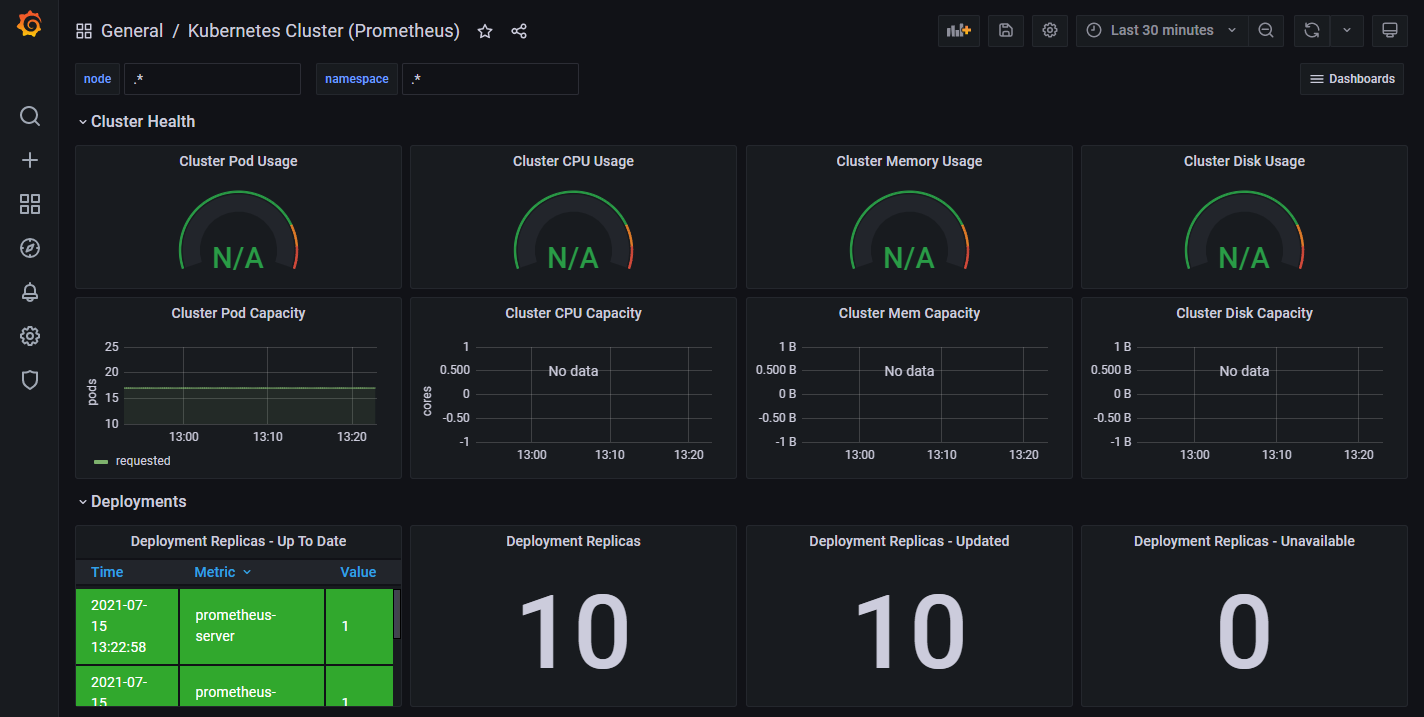 General / Kubernetes Cluster (Prometheus)
Last 30 minutes
node .* namespace .* Dashboards
Cluster Health
Cluster Pod Usage
N/A
Cluster CPU Usage
N/A
Cluster Memory Usage
N/A
Cluster Disk Usage
N/A
Cluster Pod Capacity
pods
25
20
15
10
13:00 13:10 13:20
requested
Cluster CPU Capacity
cores
1
0.500
0
-0.50
-1
No data
13:00 13:10 13:20
Cluster Mem Capacity
1 B
0.500 B
0 B
-0.50 B
-1 B
No data
13:00 13:10 13:20
Cluster Disk Capacity
1 B
0.500 B
0 B
-0.50 B
-1 B
No data
13:00 13:10 13:20
Deployments
Deployment Replicas - Up To Date
Time Metric Value
2021-07-
15
13:22:58
prometheus-
server
1
2021-07-
15
prometheus-
1
Deployment Replicas
10
Deployment Replicas - Updated
10
Deployment Replicas - Unavailable
0